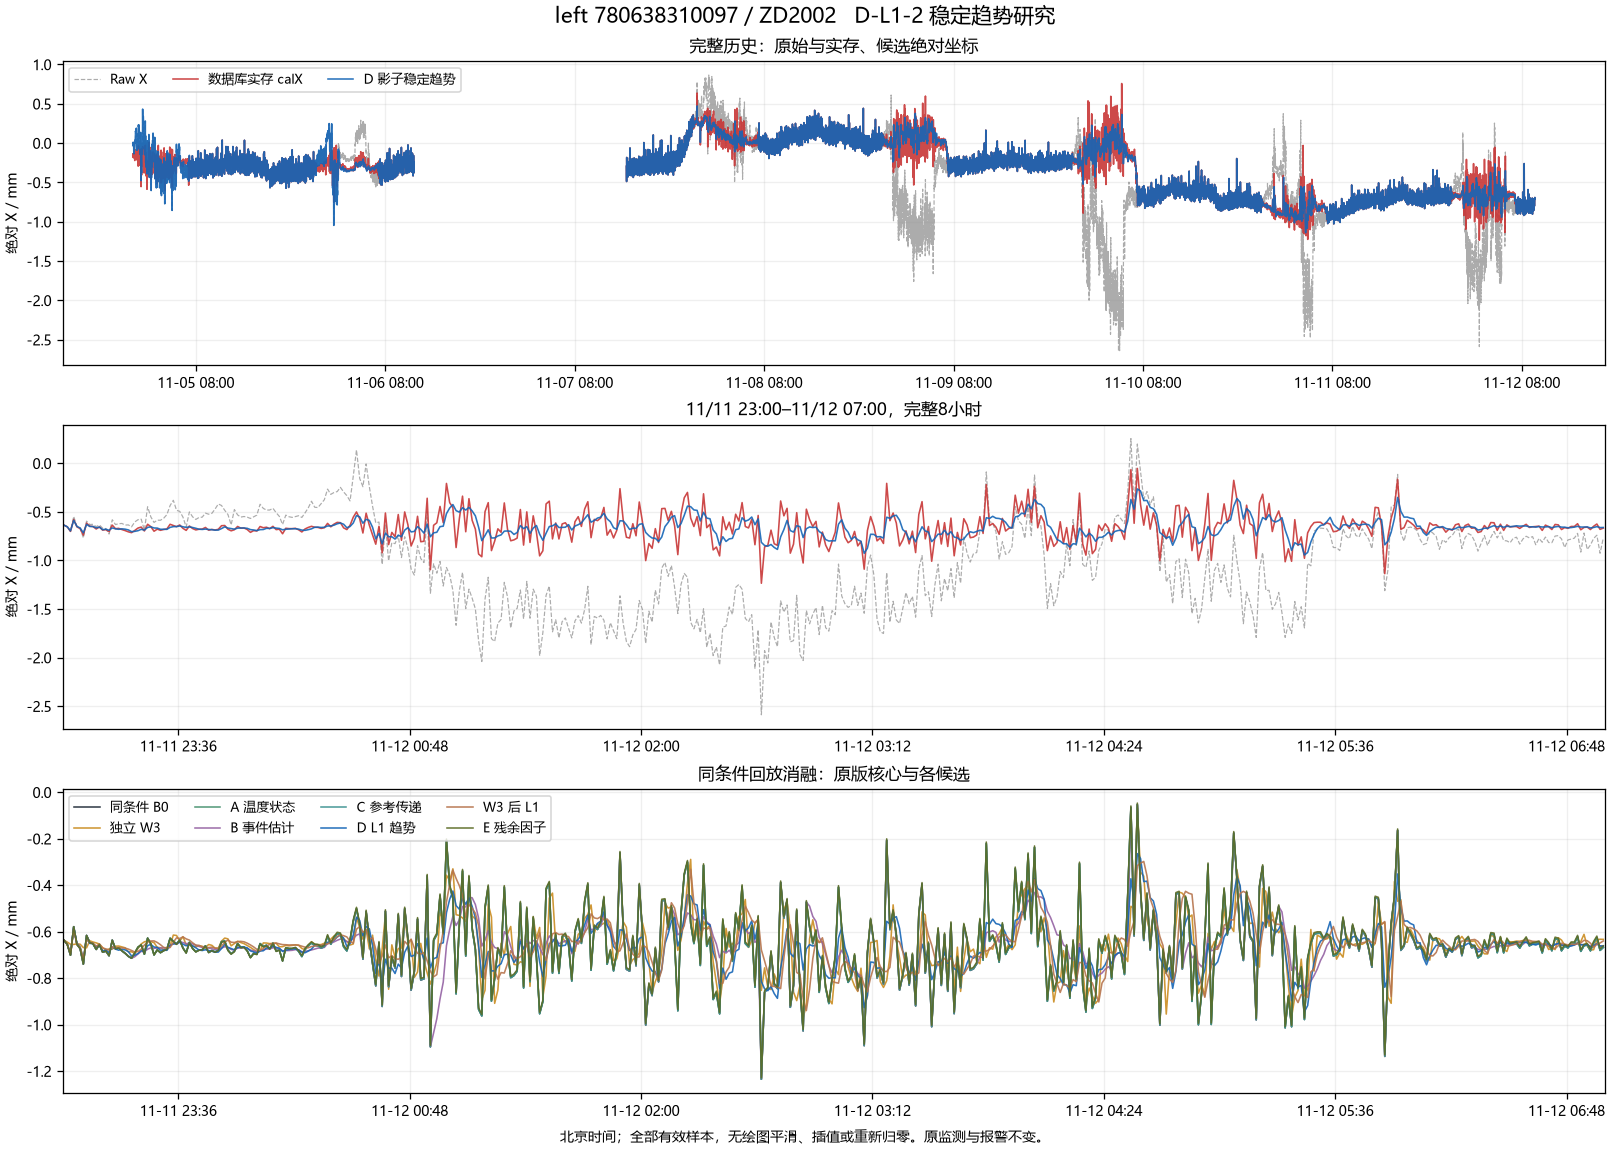 left 780638310097 / ZD2002   D-L1-2 稳定趋势研究
完整历史：原始与实存、候选绝对坐标
Raw X
数据库实存 calX
D 影子稳定趋势
绝对 X / mm
1.0
0.5
0.0
-0.5
-1.0
-1.5
-2.0
-2.5
11-05 08:00
11-06 08:00
11-07 08:00
11-08 08:00
11-09 08:00
11-10 08:00
11-11 08:00
11-12 08:00
11/11 23:00–11/12 07:00，完整8小时
绝对 X / mm
0.0
-0.5
-1.0
-1.5
-2.0
-2.5
11-11 23:36
11-12 00:48
11-12 02:00
11-12 03:12
11-12 04:24
11-12 05:36
11-12 06:48
同条件回放消融：原版核心与各候选
同条件 B0
A 温度状态
C 参考传递
W3 后 L1
独立 W3
B 事件估计
D L1 趋势
E 残余因子
绝对 X / mm
0.0
-0.2
-0.4
-0.6
-0.8
-1.0
-1.2
11-11 23:36
11-12 00:48
11-12 02:00
11-12 03:12
11-12 04:24
11-12 05:36
11-12 06:48
北京时间；全部有效样本，无绘图平滑、插值或重新归零。原监测与报警不变。